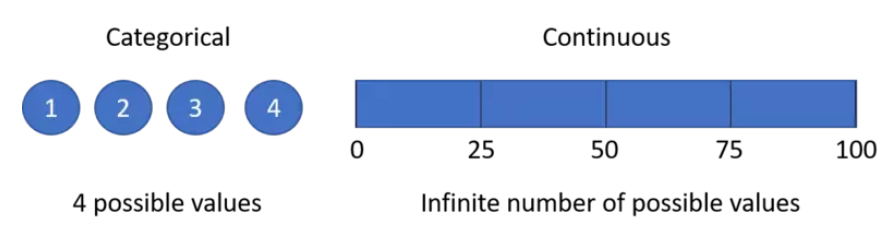 Categorical
Continuous
1 2 3 4
0 25 50 75 100
4 possible values
Infinite number of possible values